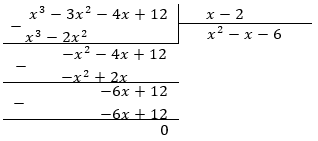 x³ − 3x² − 4x + 12 x − 2
− x³ − 2x² x² − x − 6
−x² − 4x + 12
−
−x² + 2x
−6x + 12
−
−6x + 12
0